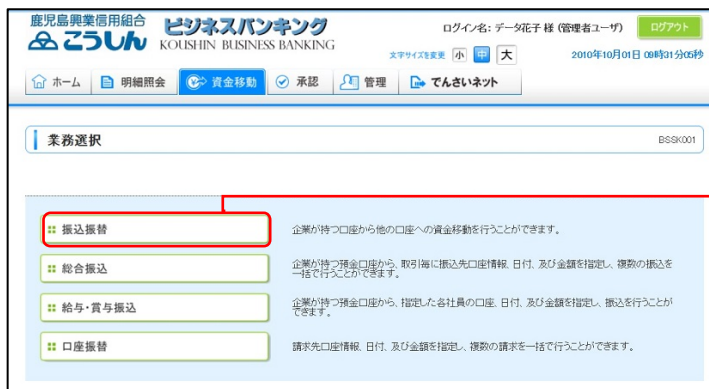 鹿児島興業信用組合
こうしん
ビジネスバンキング
KOUSHIN BUSINESS BANKING
ログイン名: データ花子 様 (管理者ユーザ)
ログアウト
文字サイズを変更 小 中 大
2010年10月01日 09時31分05秒
ホーム 明細照会 資金移動 承認 管理 でんさいネット
業務選択
BSSK001
振込振替
企業が持つ口座から他の口座への資金移動を行うことができます。
総合振込
企業が持つ預金口座から、取引毎に振込先口座情報、日付、及び金額を指定し、複数の振込を
一括で行うことができます。
給与・賞与振込
企業が持つ預金口座から、指定した各社員の口座、日付、及び金額を指定し、振込を行うことが
できます。
口座振替
請求先口座情報、日付、及び金額を指定し、複数の請求を一括で行うことができます。